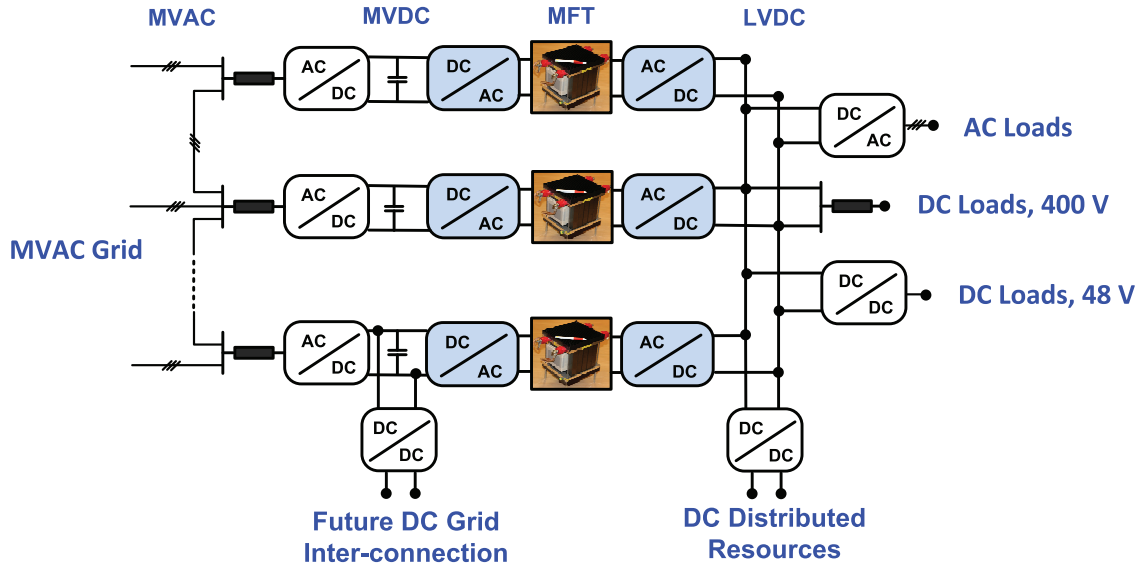 MVAC
MVDC
MFT
LVDC
AC
DC
DC
AC
AC
DC
DC
AC
AC Loads
AC
DC
DC
AC
AC
DC
DC Loads, 400 V
MVAC Grid
DC
DC
DC Loads, 48 V
AC
DC
DC
AC
AC
DC
DC
DC
DC
DC
Future DC Grid
Inter-connection
DC Distributed
Resources